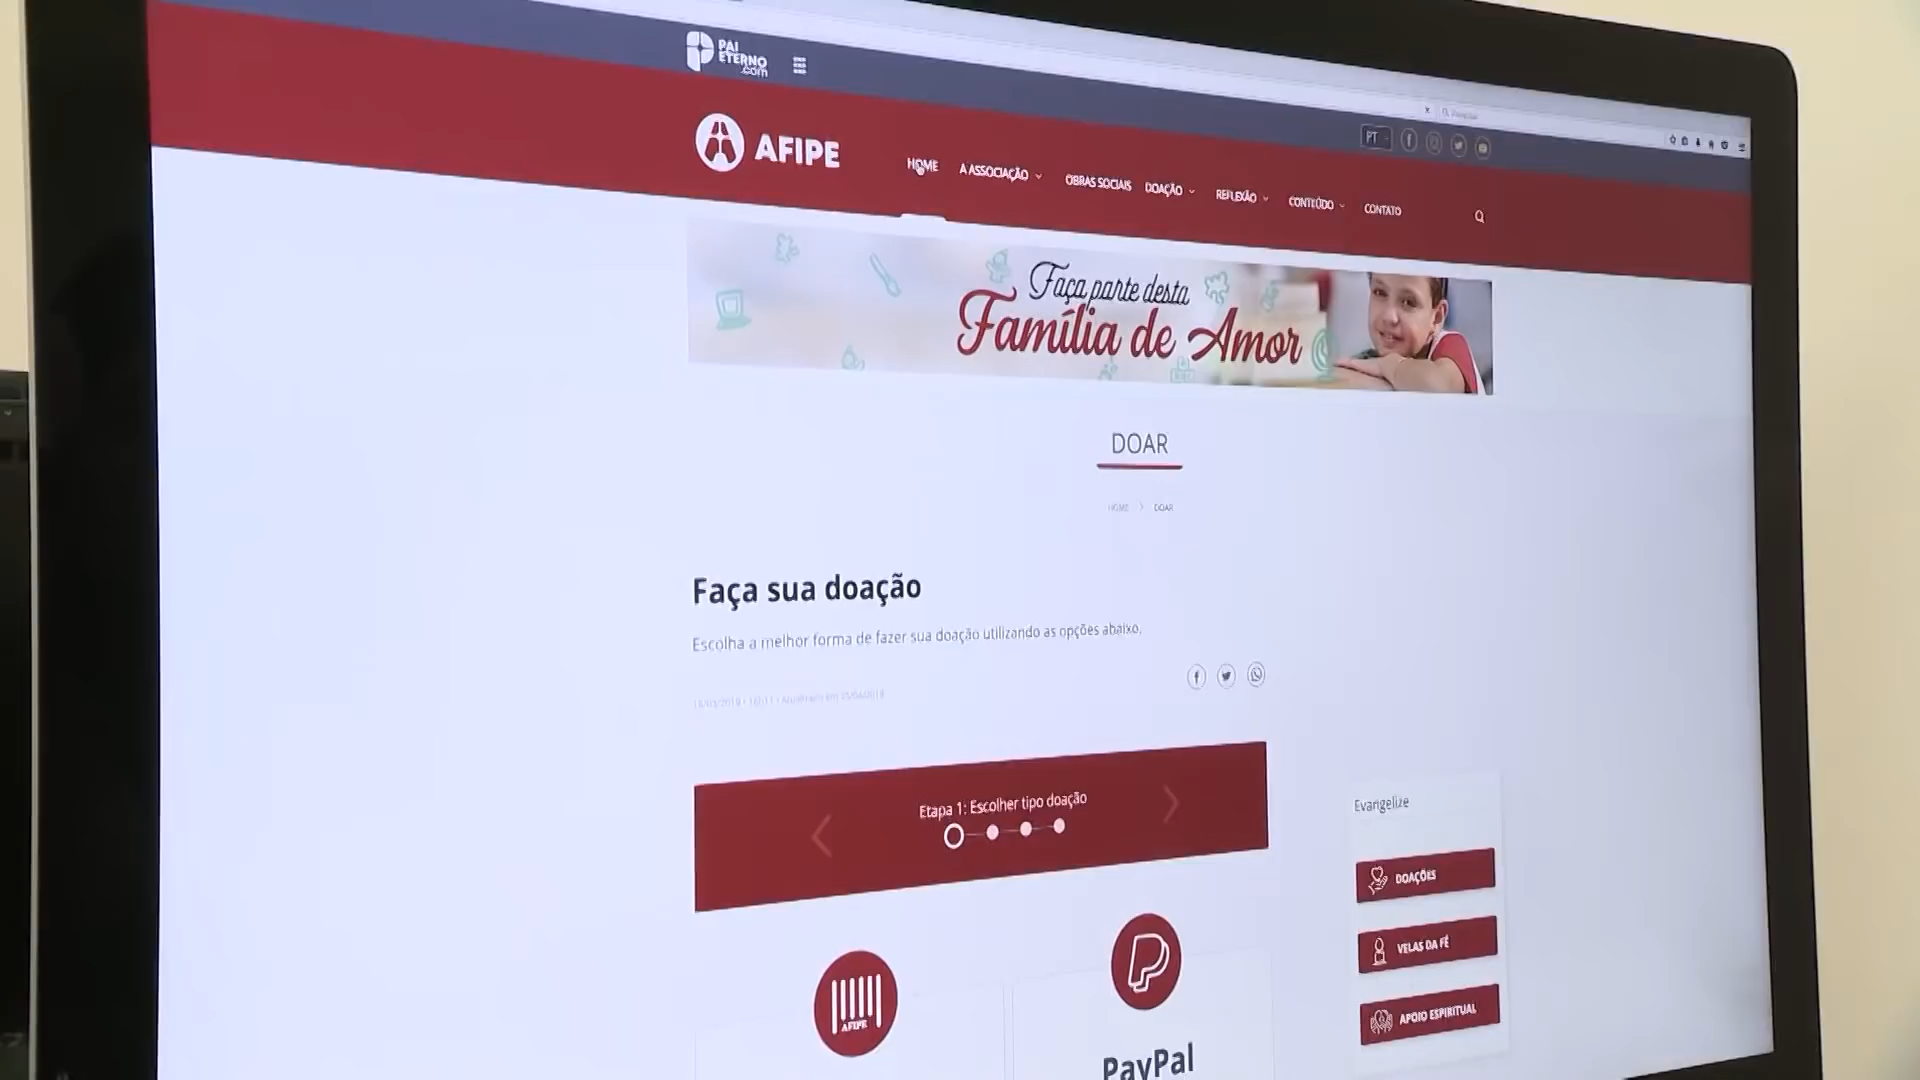 PAI
ETERNO
.com
PT
AFIPE
HOME
A ASSOCIAÇÃO
OBRAS SOCIAIS
DOAÇÃO
REFLEXÃO
CONTEÚDO
CONTATO
Faça parte desta
Família de Amor
DOAR
HOME > DOAR
Faça sua doação
Escolha a melhor forma de fazer sua doação utilizando as opções abaixo.
Etapa 1: Escolher tipo doação
Evangelize
DOAÇÕES
VELAS DA FÉ
APOIO ESPIRITUAL
AFIPE
PayPal